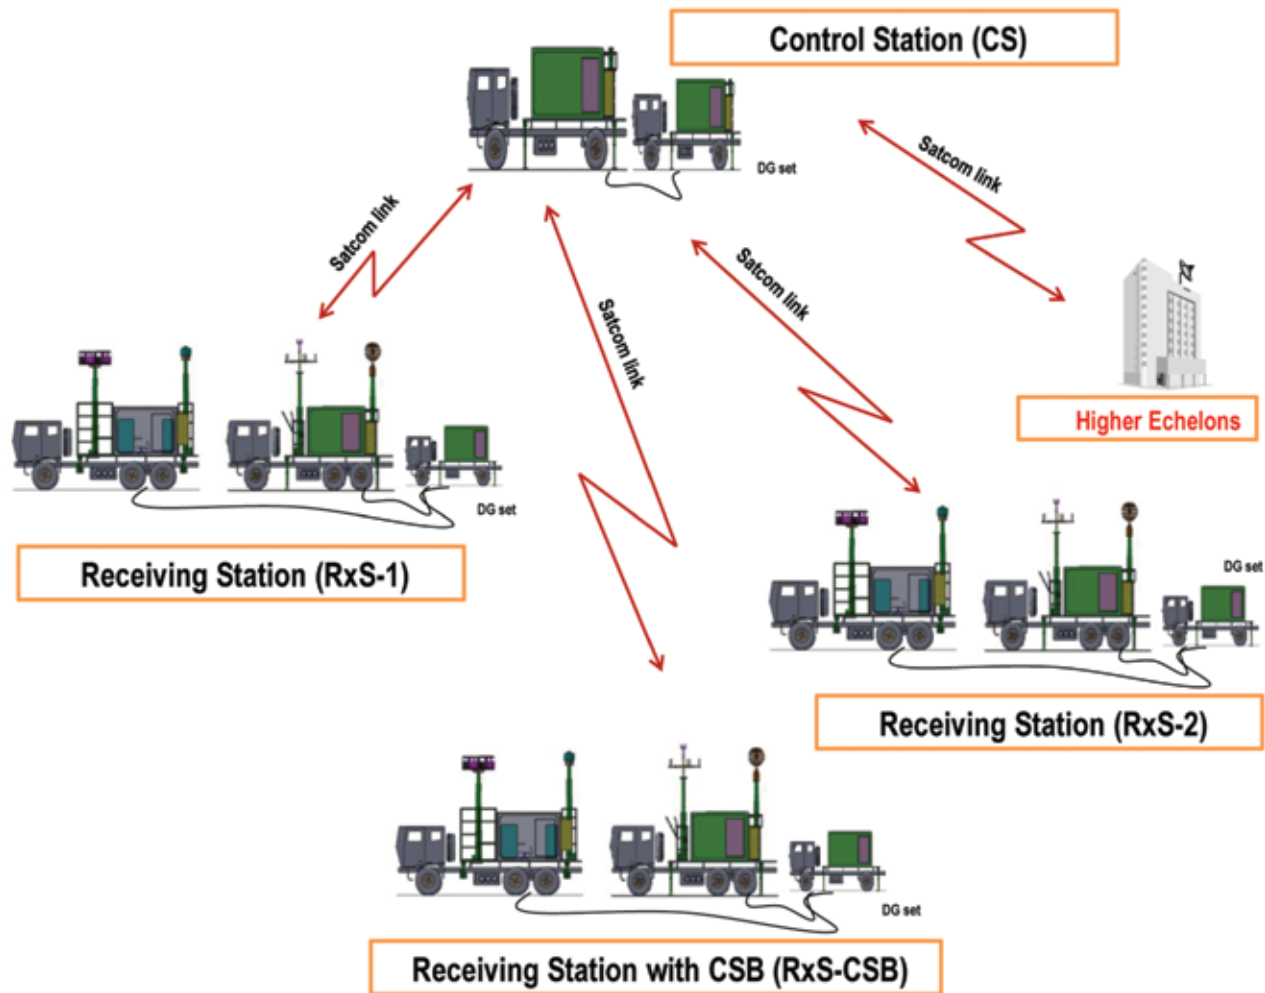 Control Station (CS)
DG set
Satcom link
Satcom link
Satcom link
Satcom link
Higher Echelons
DG set
Receiving Station (RxS-1)
DG set
Receiving Station (RxS-2)
DG set
Receiving Station with CSB (RxS-CSB)